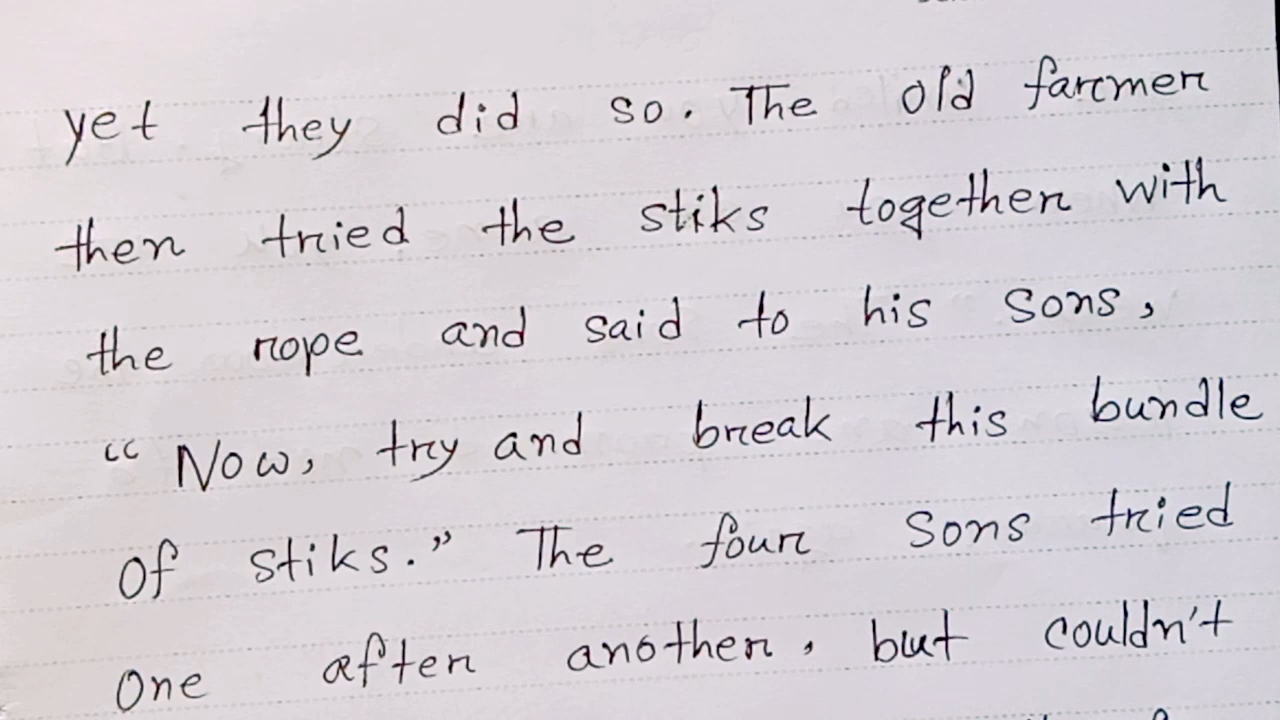 yet they did so. The old farmer
then tried the stiks together with
the rope and said to his sons,
“Now, try and break this bundle
of stiks.” The four sons tried
one after another, but couldn't